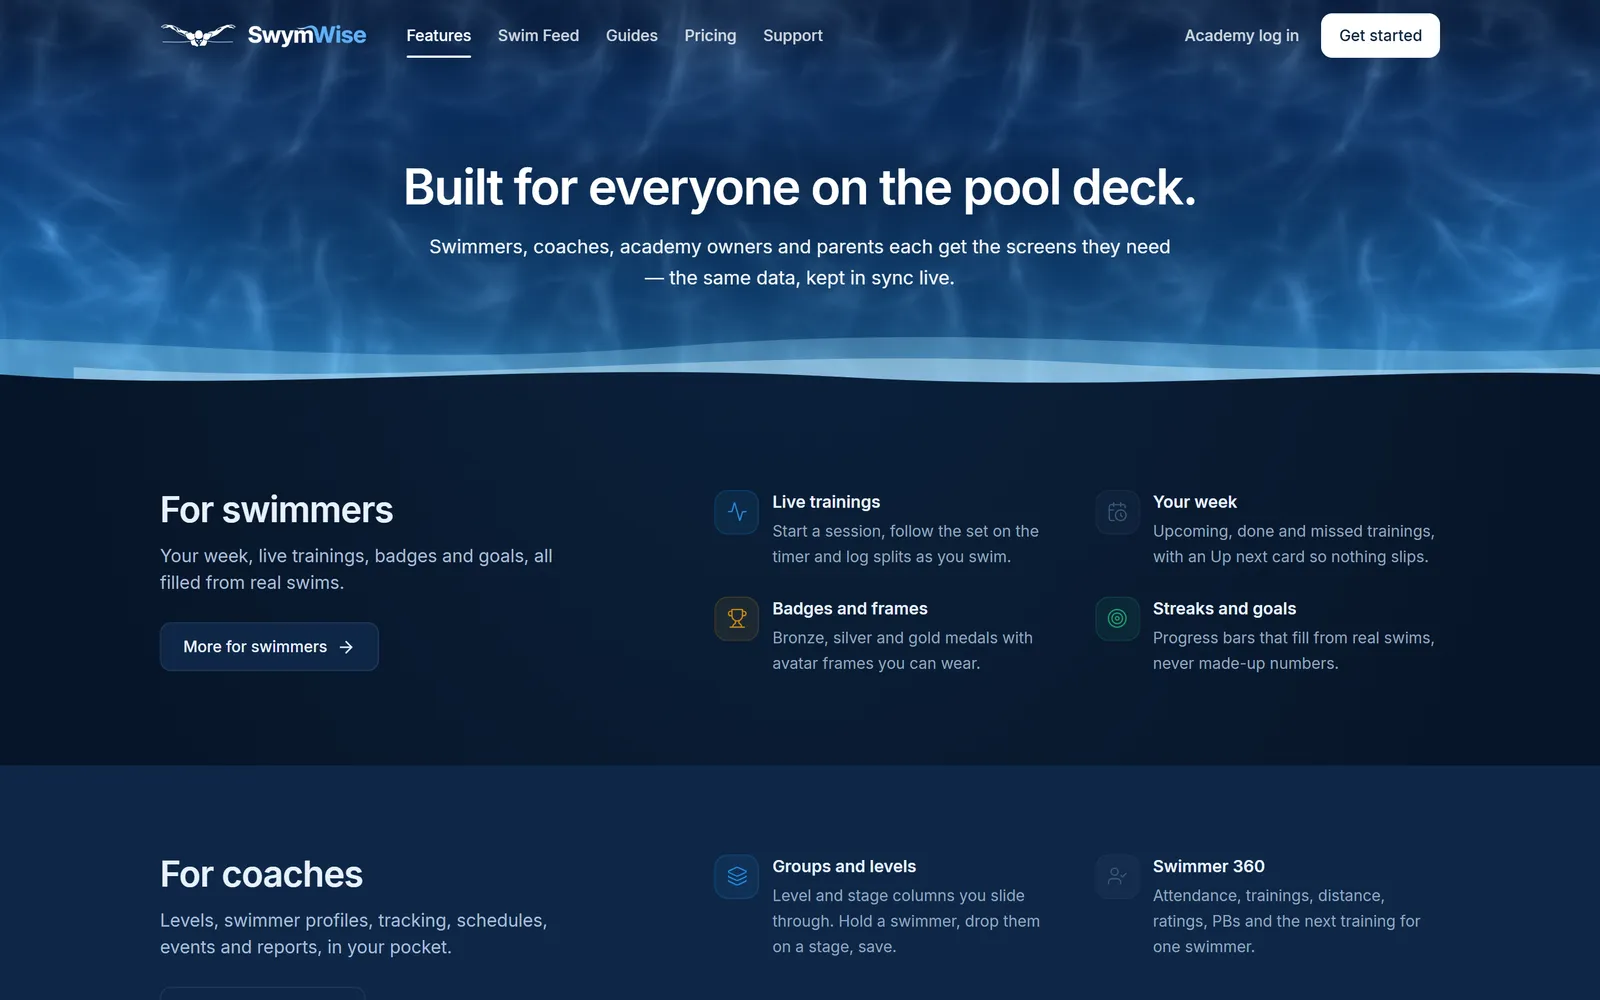 SwymWise Features Swim Feed Guides Pricing Support Academy log in Get started
Built for everyone on the pool deck.
Swimmers, coaches, academy owners and parents each get the screens they need
— the same data, kept in sync live.
For swimmers
Your week, live trainings, badges and goals, all
filled from real swims.
More for swimmers
Live trainings
Start a session, follow the set on the
timer and log splits as you swim.
Your week
Upcoming, done and missed trainings,
with an Up next card so nothing slips.
Badges and frames
Bronze, silver and gold medals with
avatar frames you can wear.
Streaks and goals
Progress bars that fill from real swims,
never made-up numbers.
For coaches
Levels, swimmer profiles, tracking, schedules,
events and reports, in your pocket.
Groups and levels
Level and stage columns you slide
through. Hold a swimmer, drop them
on a stage, save.
Swimmer 360
Attendance, trainings, distance,
ratings, PBs and the next training for
one swimmer.